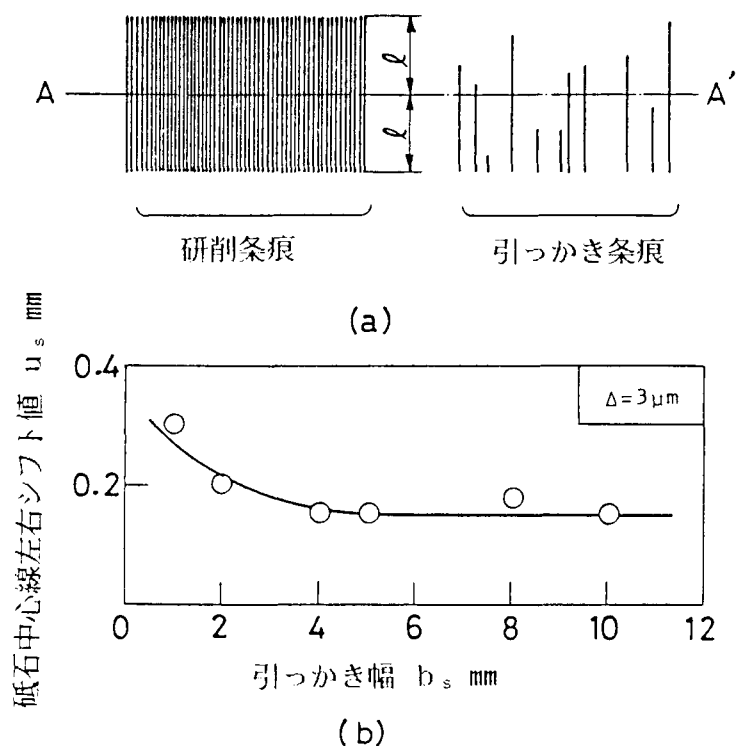 ℓ
A A'
ℓ
研削条痕 引っかき条痕
(a)
砥石中心線左右シフト値 uₛ mm
0.4
Δ=3μm
0.2
0 2 4 6 8 10 12
引っかき幅 bₛ mm
(b)